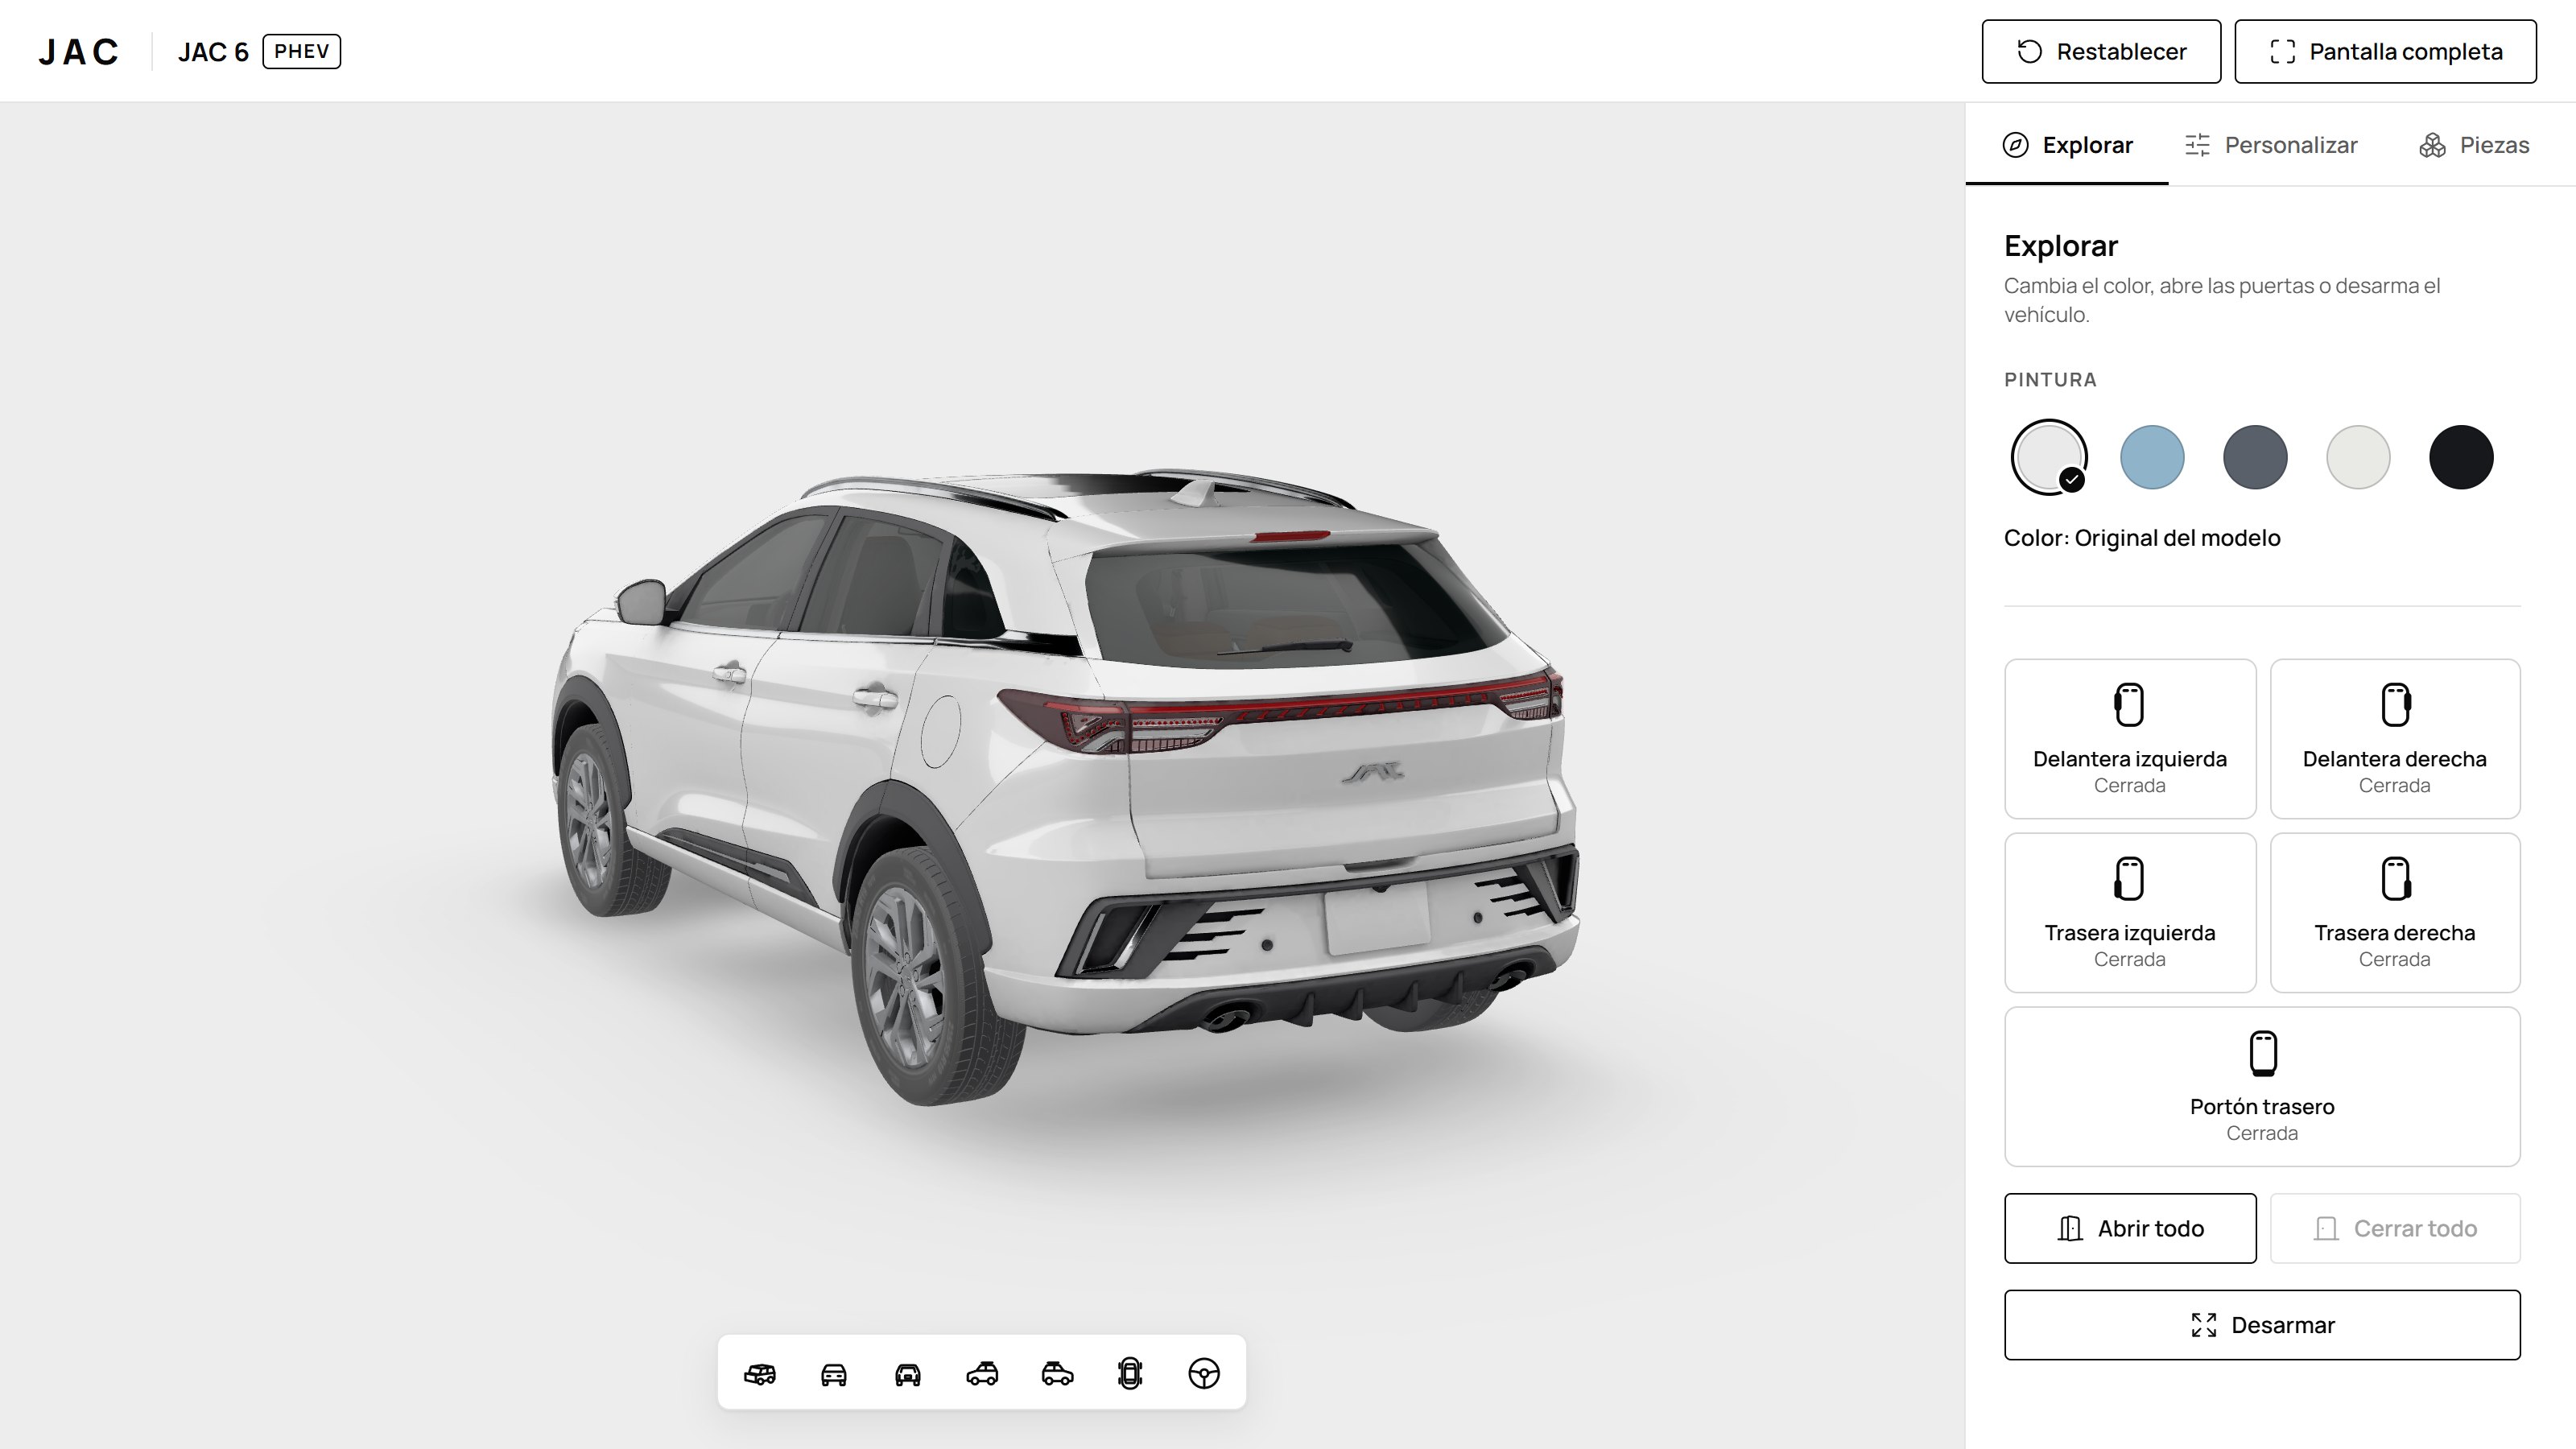 JAC
JAC 6 PHEV
Restablecer
Pantalla completa
Explorar
Personalizar
Piezas
Explorar
Cambia el color, abre las puertas o desarma el
vehículo.
PINTURA
Color: Original del modelo
JAC
Delantera izquierda
Cerrada
Delantera derecha
Cerrada
Trasera izquierda
Cerrada
Trasera derecha
Cerrada
Portón trasero
Cerrada
Abrir todo
Cerrar todo
Desarmar